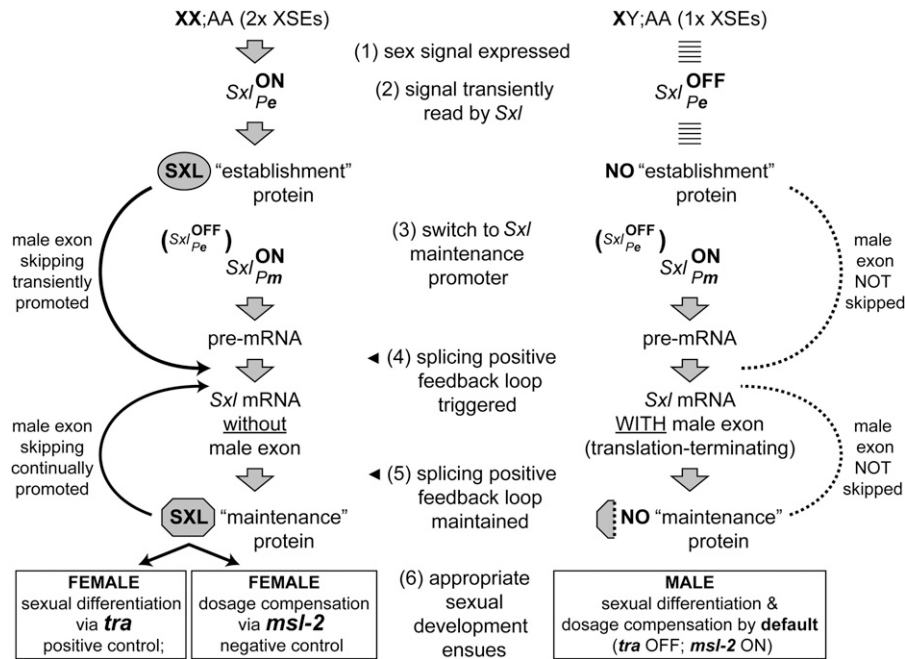 XX;AA (2x XSEs)
(1) sex signal expressed
Sxl Pe ON
(2) signal transiently
read by Sxl
SXL "establishment"
protein
male exon
skipping
transiently
promoted
(Sxl Pe OFF)
Sxl Pm ON
(3) switch to Sxl
maintenance
promoter
pre-mRNA
◄ (4) splicing positive
feedback loop
triggered
Sxl mRNA
without
male exon
male exon
skipping
continually
promoted
◄ (5) splicing positive
feedback loop
maintained
SXL "maintenance"
protein
FEMALE
sexual differentiation
via tra
positive control;
FEMALE
dosage compensation
via msl-2
negative control
(6) appropriate
sexual
development
ensues
XY;AA (1x XSEs)
Sxl Pe OFF
NO "establishment"
protein
male
exon
NOT
skipped
(Sxl Pe OFF)
Sxl Pm ON
pre-mRNA
Sxl mRNA
WITH male exon
(translation-terminating)
male
exon
NOT
skipped
NO "maintenance"
protein
MALE
sexual differentiation &
dosage compensation by default
(tra OFF; msl-2 ON)